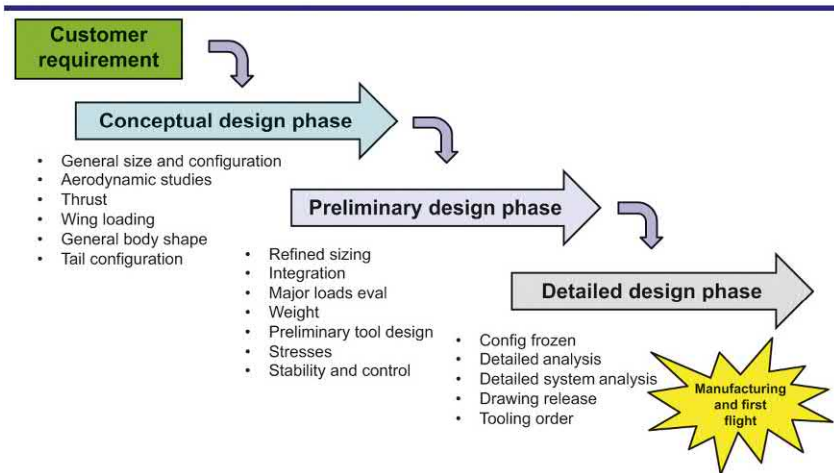 Customer
requirement
Conceptual design phase
• General size and configuration
• Aerodynamic studies
• Thrust
• Wing loading
• General body shape
• Tail configuration
Preliminary design phase
• Refined sizing
• Integration
• Major loads eval
• Weight
• Preliminary tool design
• Stresses
• Stability and control
Detailed design phase
• Config frozen
• Detailed analysis
• Detailed system analysis
• Drawing release
• Tooling order
Manufacturing
and first
flight